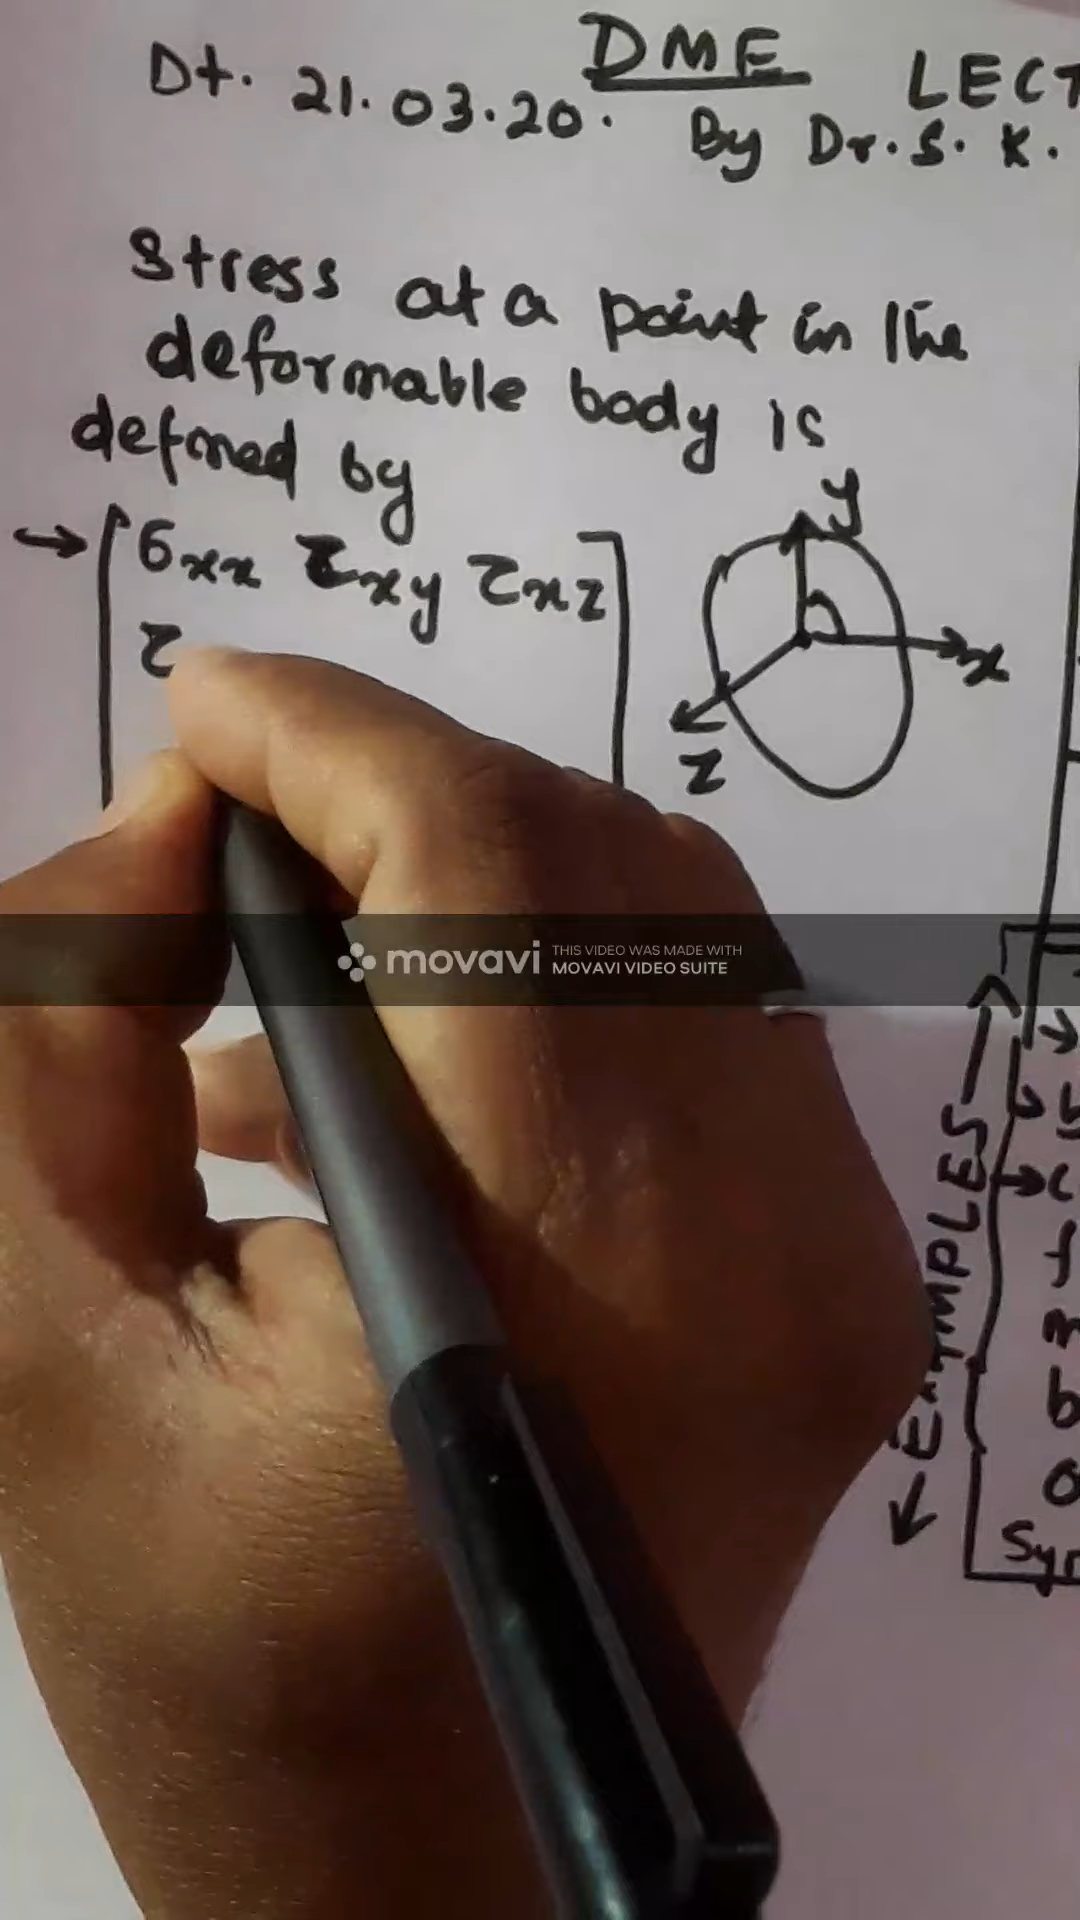 DME LECT
Dt. 21.03.20. By Dr. S. K.
Stress at a point in the
deformable body is
defined by
→ σxx τxy τxz
τ
y
x
z
movavi THIS VIDEO WAS MADE WITH
MOVAVI VIDEO SUITE
EXAMPLES
Syr